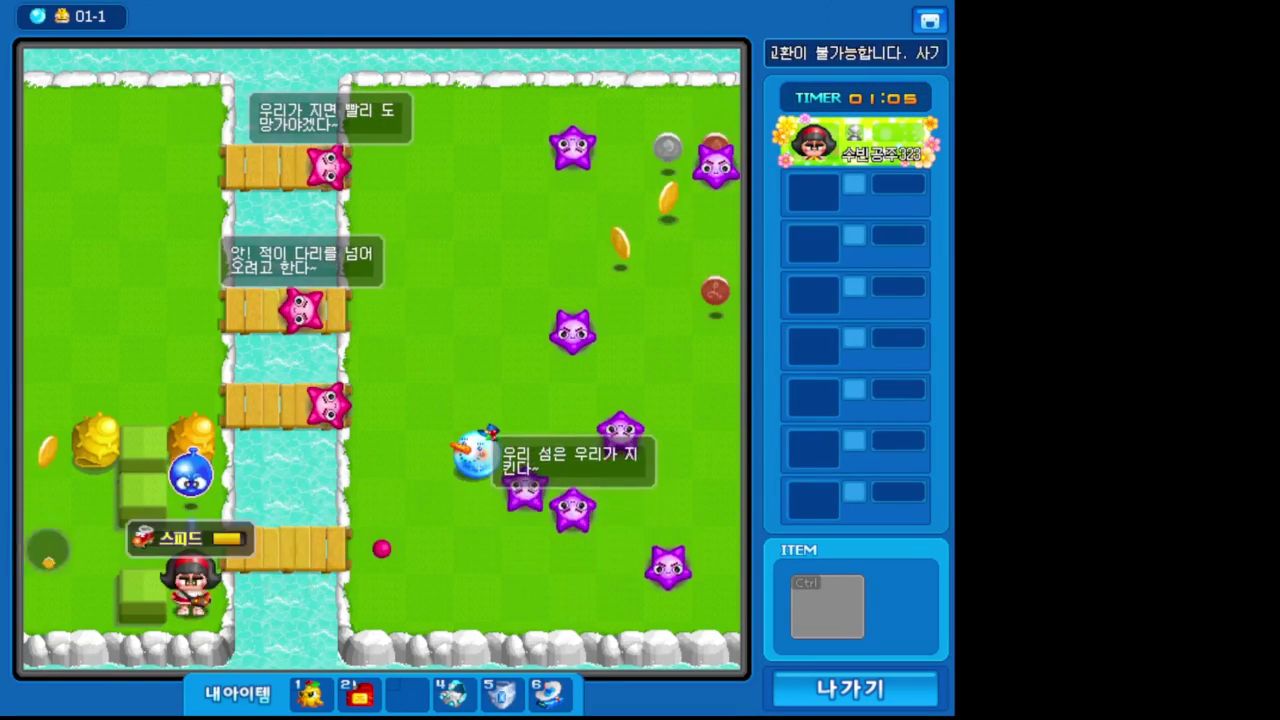 01-1
교환이 불가능합니다. 사기
TIMER 01:05
수빈공주023
우리가 지면 빨리 도
망가야겠다~
앗! 적이 다리를 넘어
오려고 한다~
우리 섬은 우리가 지
킨다~
스피드
ITEM
Ctrl
내아이템
1
2
4
5
6
나가기